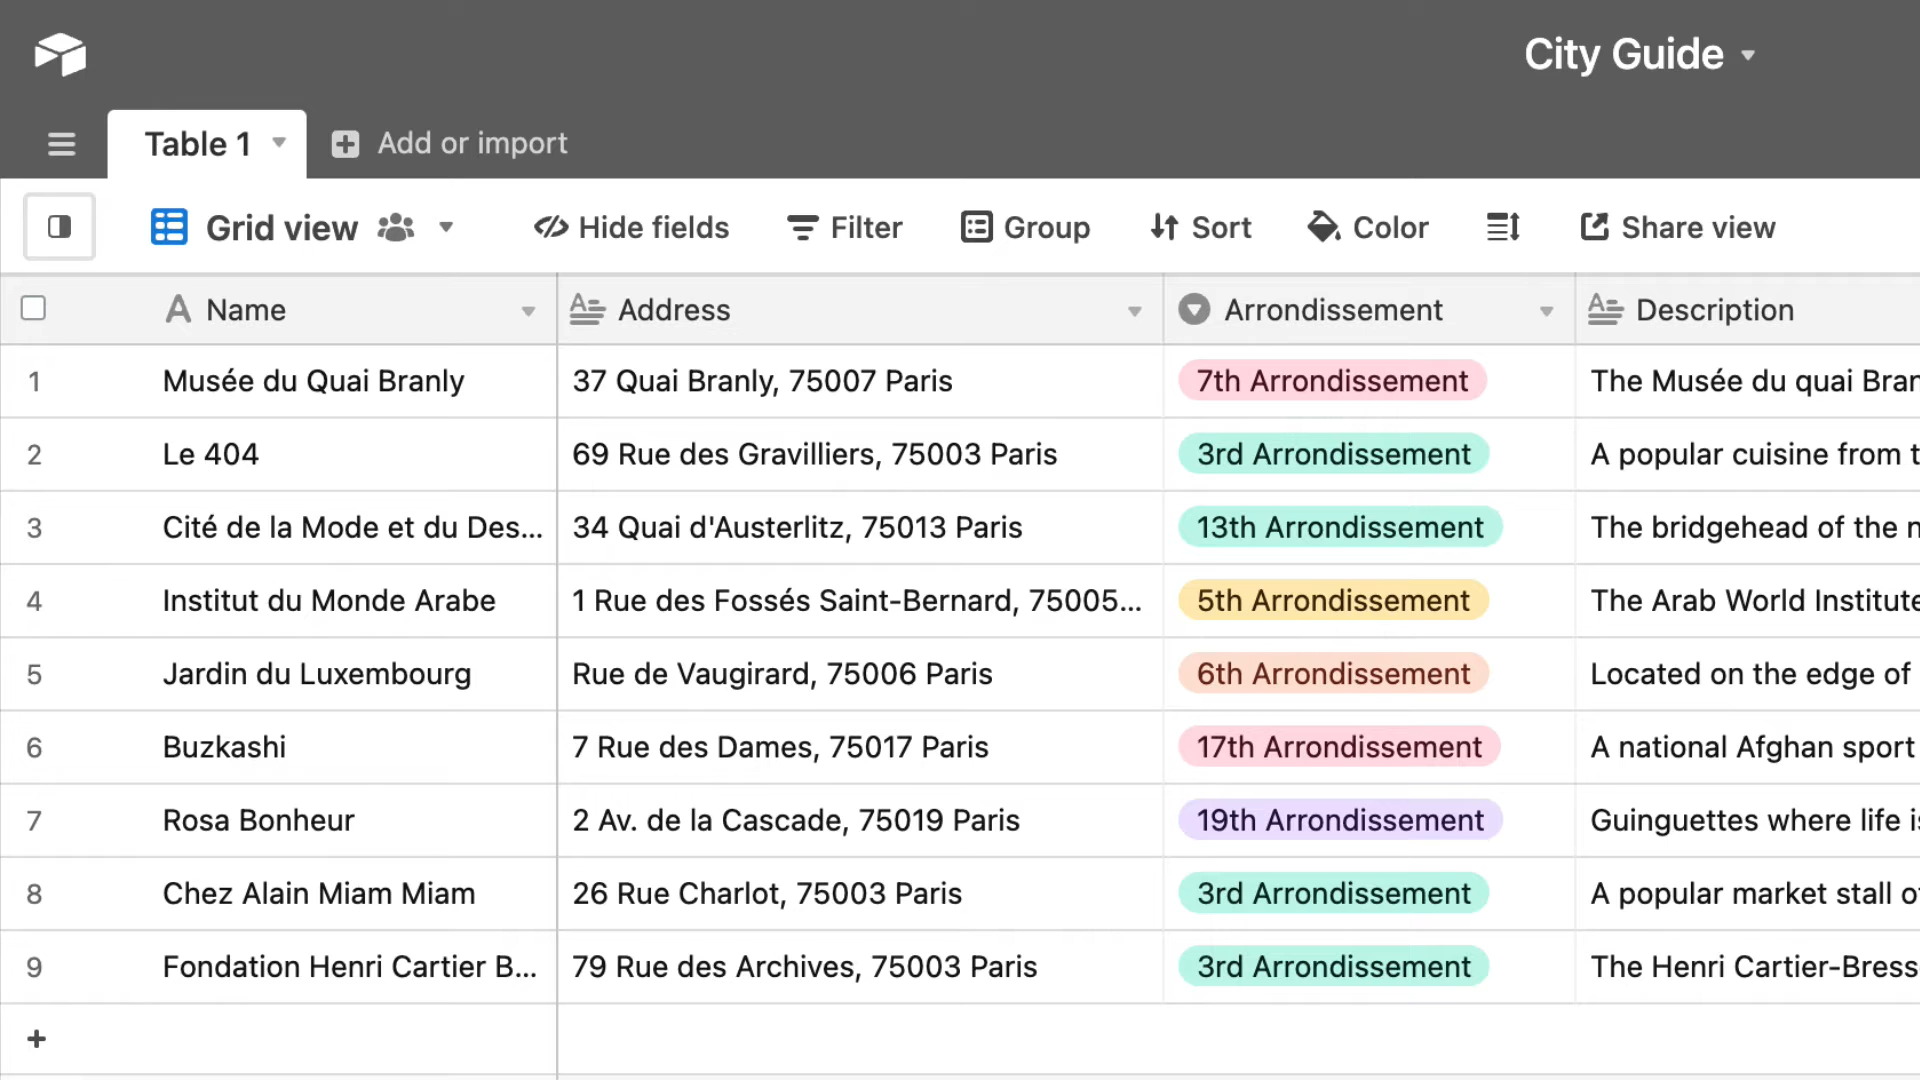 City Guide
Table 1 Add or import
Grid view Hide fields Filter Group Sort Color Share view
Name Address Arrondissement Description
1 Musée du Quai Branly 37 Quai Branly, 75007 Paris 7th Arrondissement The Musée du quai Bran
2 Le 404 69 Rue des Gravilliers, 75003 Paris 3rd Arrondissement A popular cuisine from t
3 Cité de la Mode et du Des... 34 Quai d'Austerlitz, 75013 Paris 13th Arrondissement The bridgehead of the n
4 Institut du Monde Arabe 1 Rue des Fossés Saint-Bernard, 75005... 5th Arrondissement The Arab World Institute
5 Jardin du Luxembourg Rue de Vaugirard, 75006 Paris 6th Arrondissement Located on the edge of
6 Buzkashi 7 Rue des Dames, 75017 Paris 17th Arrondissement A national Afghan sport
7 Rosa Bonheur 2 Av. de la Cascade, 75019 Paris 19th Arrondissement Guinguettes where life is
8 Chez Alain Miam Miam 26 Rue Charlot, 75003 Paris 3rd Arrondissement A popular market stall o
9 Fondation Henri Cartier B... 79 Rue des Archives, 75003 Paris 3rd Arrondissement The Henri Cartier-Bress